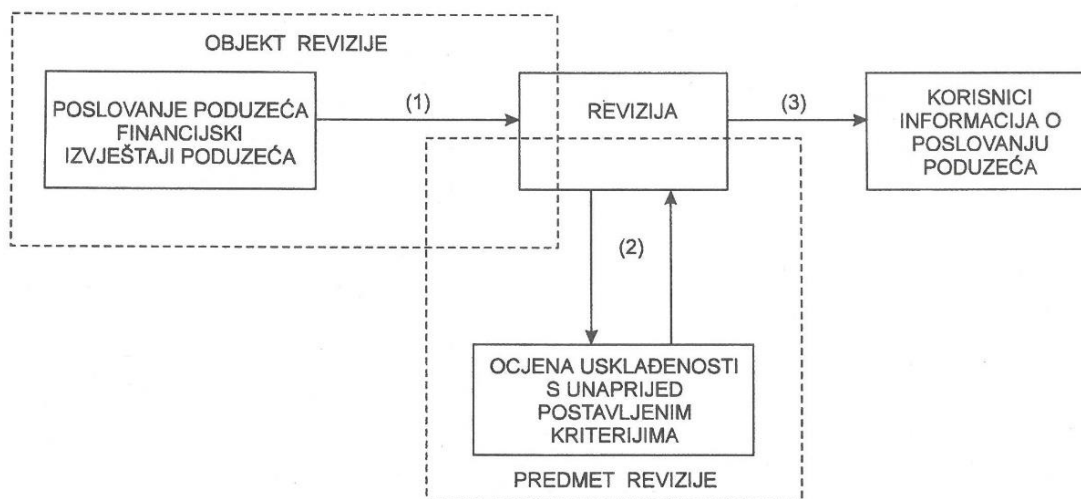 OBJEKT REVIZIJE
POSLOVANJE PODUZEĆA
FINANCIJSKI
IZVJEŠTAJI PODUZEĆA
(1)
REVIZIJA
(3)
KORISNICI
INFORMACIJA O
POSLOVANJU
PODUZEĆA
(2)
OCJENA USKLAĐENOSTI
S UNAPRIJED
POSTAVLJENIM
KRITERIJIMA
PREDMET REVIZIJE